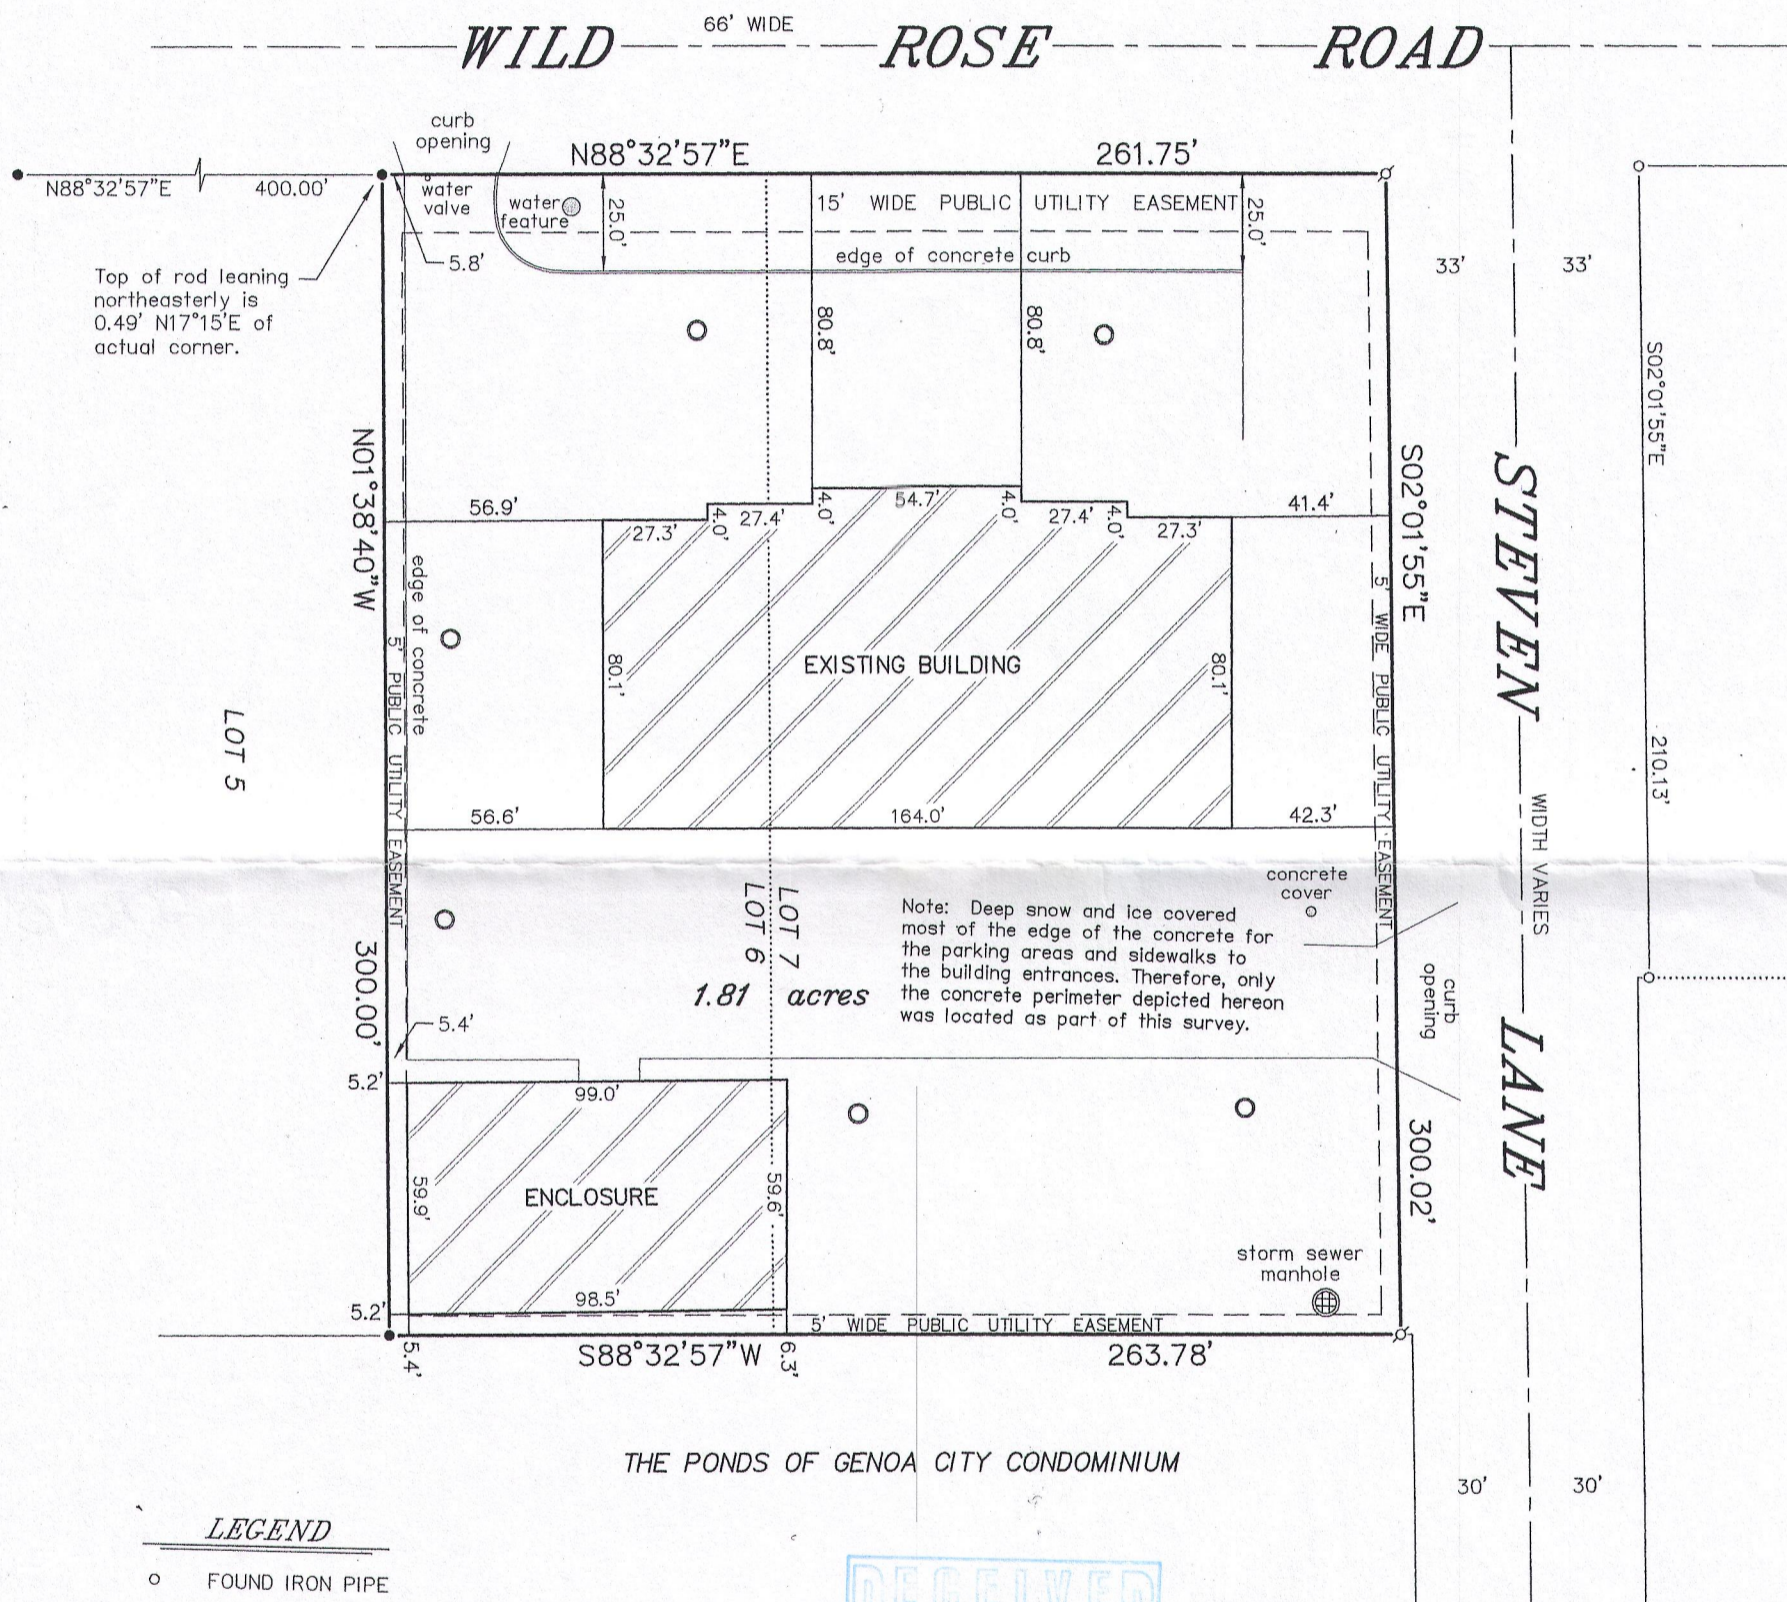 66' WIDE
WILD ROSE ROAD
curb
opening
N88°32'57"E 261.75'
N88°32'57"E 400.00'
water
valve
water
feature
25.0'
15' WIDE PUBLIC UTILITY EASEMENT
25.0'
5.8'
edge of concrete curb
33' 33'
Top of rod leaning
northeasterly is
0.49' N17°15'E of
actual corner.
80.8'
80.8'
S02°01'55"E
210.13'
N01°38'40"W
300.00'
S02°01'55"E
300.02'
STEVEN LANE
WIDTH VARIES
56.9'
27.3'
4.0'
27.4'
4.0'
54.7'
4.0'
27.4'
4.0'
27.3'
41.4'
edge of concrete
5' PUBLIC UTILITY EASEMENT
5' WIDE PUBLIC UTILITY EASEMENT
80.1'
EXISTING BUILDING
80.1'
LOT 5
56.6'
164.0'
42.3'
LOT 7
LOT 6
1.81 acres
Note: Deep snow and ice covered
most of the edge of the concrete for
the parking areas and sidewalks to
the building entrances. Therefore, only
the concrete perimeter depicted hereon
was located as part of this survey.
concrete
cover
curb
opening
5.4'
5.2'
99.0'
59.9'
ENCLOSURE
59.6'
98.5'
5.2'
storm sewer
manhole
5' WIDE PUBLIC UTILITY EASEMENT
5.4'
S88°32'57"W 263.78'
6.3'
THE PONDS OF GENOA CITY CONDOMINIUM
30' 30'
LEGEND
FOUND IRON PIPE
RECEIVED